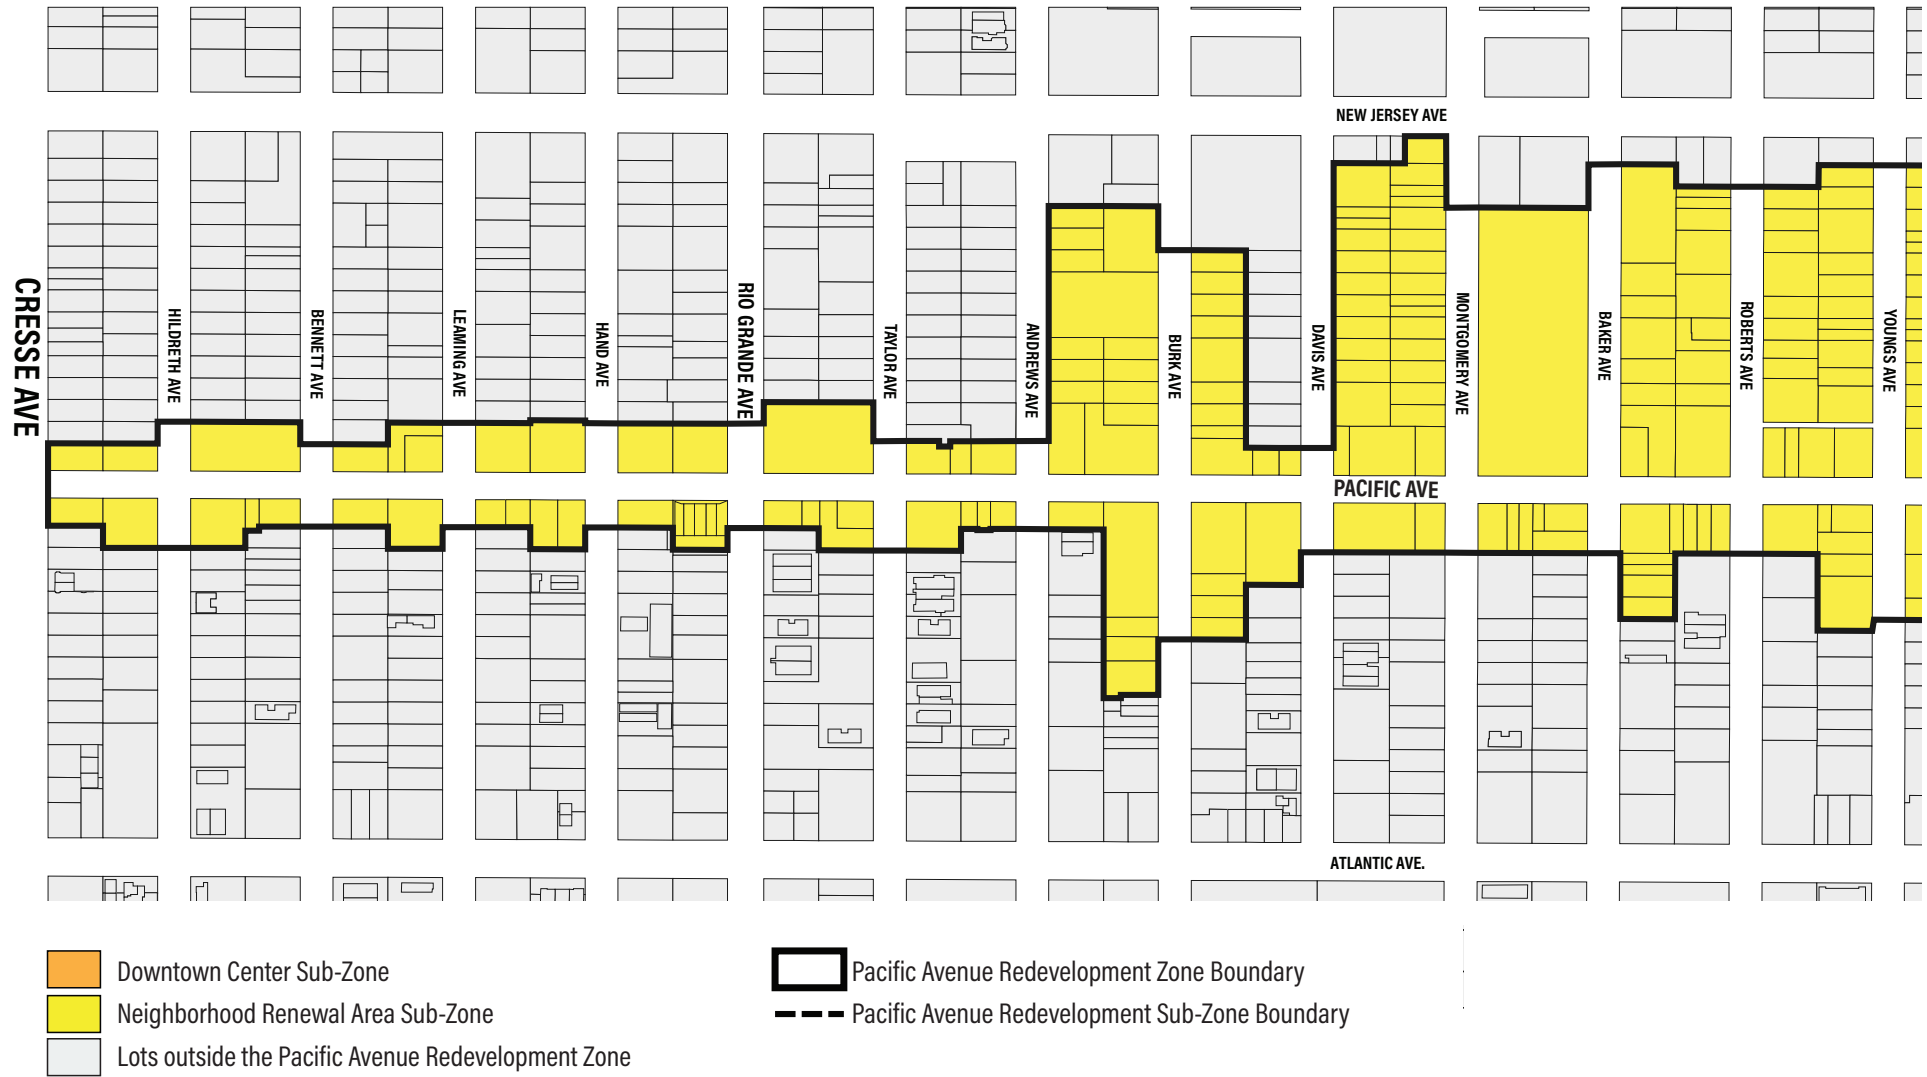 NEW JERSEY AVE
CRESSE AVE
HILDRETH AVE
BENNETT AVE
LEAMING AVE
HAND AVE
RIO GRANDE AVE
TAYLOR AVE
ANDREWS AVE
BURK AVE
DAVIS AVE
MONTGOMERY AVE
BAKER AVE
ROBERTS AVE
YOUNGS AVE
PACIFIC AVE
ATLANTIC AVE.
Downtown Center Sub-Zone
Neighborhood Renewal Area Sub-Zone
Lots outside the Pacific Avenue Redevelopment Zone
Pacific Avenue Redevelopment Zone Boundary
Pacific Avenue Redevelopment Sub-Zone Boundary